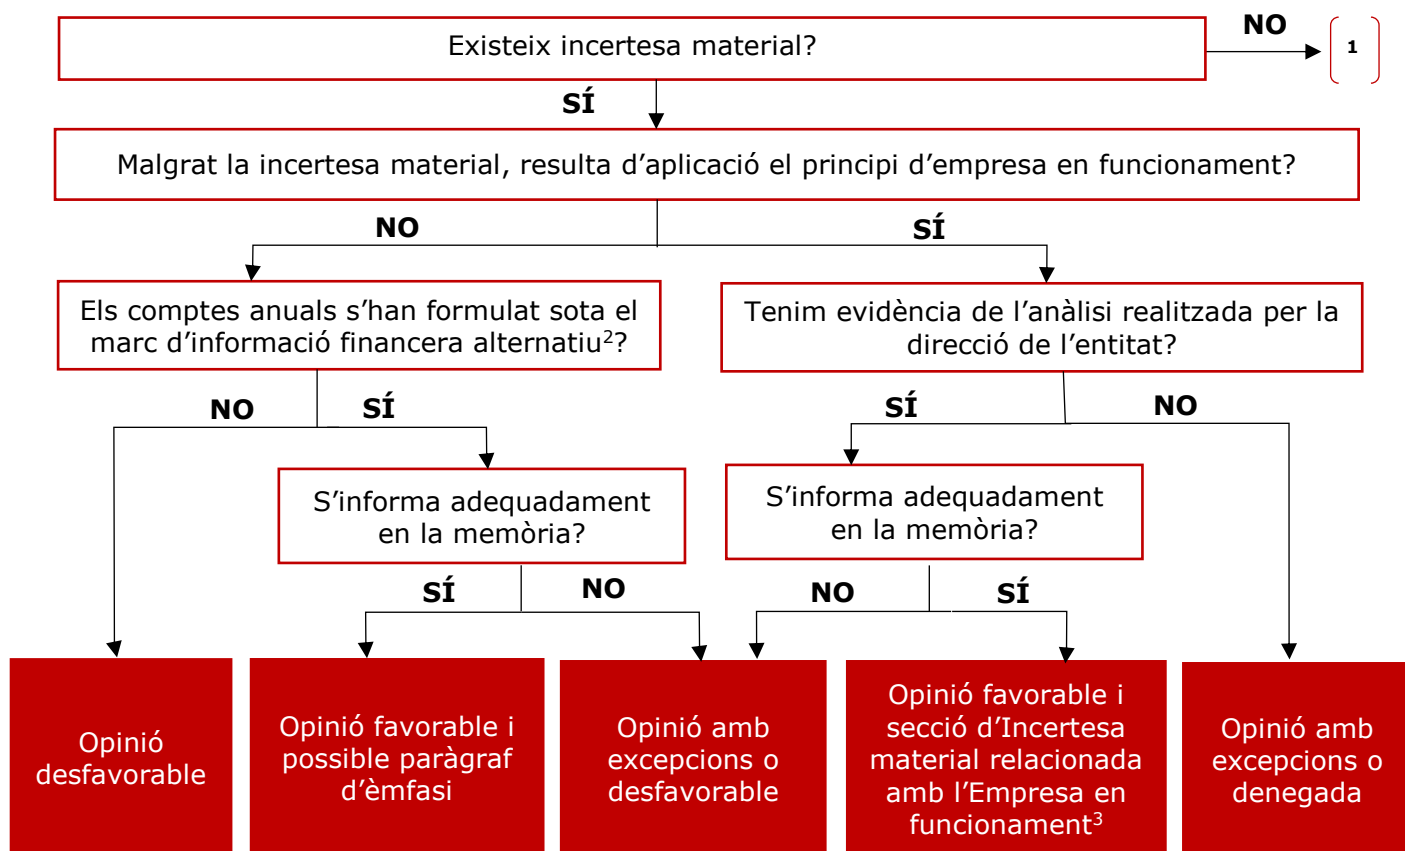 Existeix incertesa material?
NO
1
SÍ
Malgrat la incertesa material, resulta d’aplicació el principi d’empresa en funcionament?
NO
SÍ
Els comptes anuals s’han formulat sota el
marc d’informació financera alternatiu²?
Tenim evidència de l’anàlisi realitzada per la
direcció de l’entitat?
NO
SÍ
SÍ
NO
S’informa adequadament
en la memòria?
S’informa adequadament
en la memòria?
SÍ
NO
NO
SÍ
Opinió
desfavorable
Opinió favorable i
possible paràgraf
d’èmfasi
Opinió amb
excepcions o
desfavorable
Opinió favorable i
secció d’Incertesa
material relacionada
amb l’Empresa en
funcionament³
Opinió amb
excepcions o
denegada